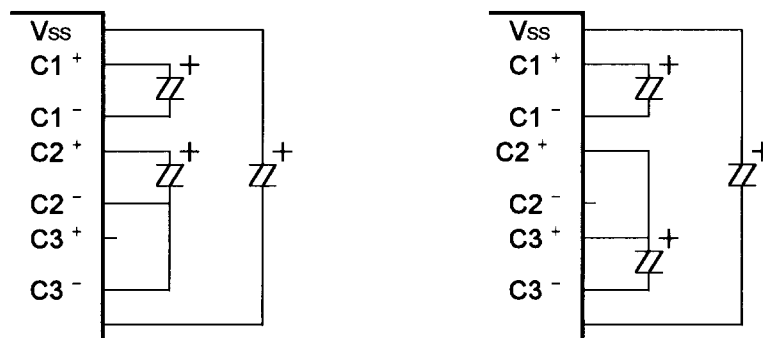 Vss
C1 +
C1 −
C2 +
C2 −
C3 +
C3 −
+
+
+
Vss
C1 +
C1 −
C2 +
C2 −
C3 +
C3 −
+
+
+